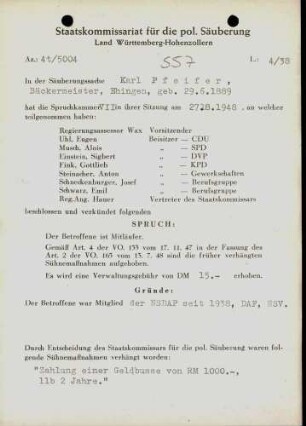 Staatskommissariat für die pol. Säuberung
Land Württemberg-Hohenzollern
Az.: 41/5004
557
L.: 4/38
In der Säuberungssache Karl Pfeifer,
Bäckermeister, Ehingen, geb. 29.6.1889
hat die Spruchkammer VII in ihrer Sitzung am 27.8.1948 , an welcher
teilgenommen haben:
Regierungsassessor Wax Vorsitzender
Uhl, Eugen Beisitzer — CDU
Maach, Alois „ — SPD
Einstein, Sigbert „ — DVP
Fink, Gottlich „ — KPD
Steinacher, Anton „ — Gewerkschaften
Schneckenburger, Josef „ — Berufsgruppe
Schwarz, Emil „ — Berufsgruppe
Reg.Ang. Hauer Vertreter des Staatskommissars
beschlossen und verkündet folgenden
SPRUCH:
Der Betroffene ist Mitläufer.
Gemäß Art. 4 der VO. 133 vom 17. 11. 47 in der Fassung des
Art. 2 der VO. 165 vom 13. 7. 48 sind die früher verhängten
Sühnemaßnahmen aufgehoben.
Es wird eine Verwaltungsgebühr von DM 15.— erhoben.
Gründe:
Der Betroffene war Mitglied der NSDAP seit 1938, DAF, NSV.
Durch Entscheidung des Staatskommissars für die pol. Säuberung waren fol-
gende Sühnemaßnahmen verhängt worden:
"Zahlung einer Geldbusse von RM 1000.-,
11b 2 Jahre."